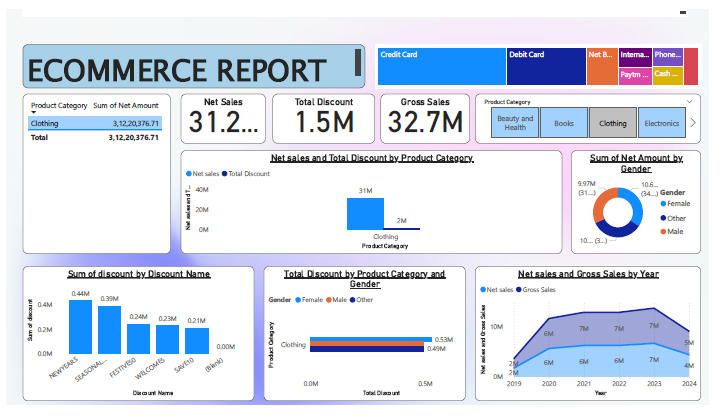 ECOMMERCE REPORT
Credit Card
Debit Card
Net B...
Interna...
Phone...
Paytm ...
Cash ...
Product Category Sum of Net Amount
Clothing 3,12,20,376.71
Total 3,12,20,376.71
Net Sales
31.2...
Total Discount
1.5M
Gross Sales
32.7M
Product Category
Beauty and
Health
Books
Clothing
Electronics
Net sales and Total Discount by Product Category
Net sales Total Discount
Net sales and T...
40M
20M
0M
31M
2M
Clothing
Product Category
Sum of Net Amount by
Gender
9.97M
(31...)
10.6...
(34...)
10.... (3...)
Gender
Female
Other
Male
Sum of discount by Discount Name
Sum of discount
0.4M
0.2M
0.0M
0.44M
0.39M
0.24M
0.23M
0.21M
0.00M
NEWYEARS
SEASONAL...
FESTIVE50
WELCOME5
SAVE10
(Blank)
Discount Name
Total Discount by Product Category and
Gender
Gender Female Male Other
Product Category
Clothing
0.53M
0.49M
0.0M
0.5M
Total Discount
Net sales and Gross Sales by Year
Net sales Gross Sales
Net sales and Gross Sales
10M
0M
2M
6M
7M
7M
7M
5M
2M
6M
6M
6M
7M
4M
2019
2020
2021
2022
2023
2024
Year